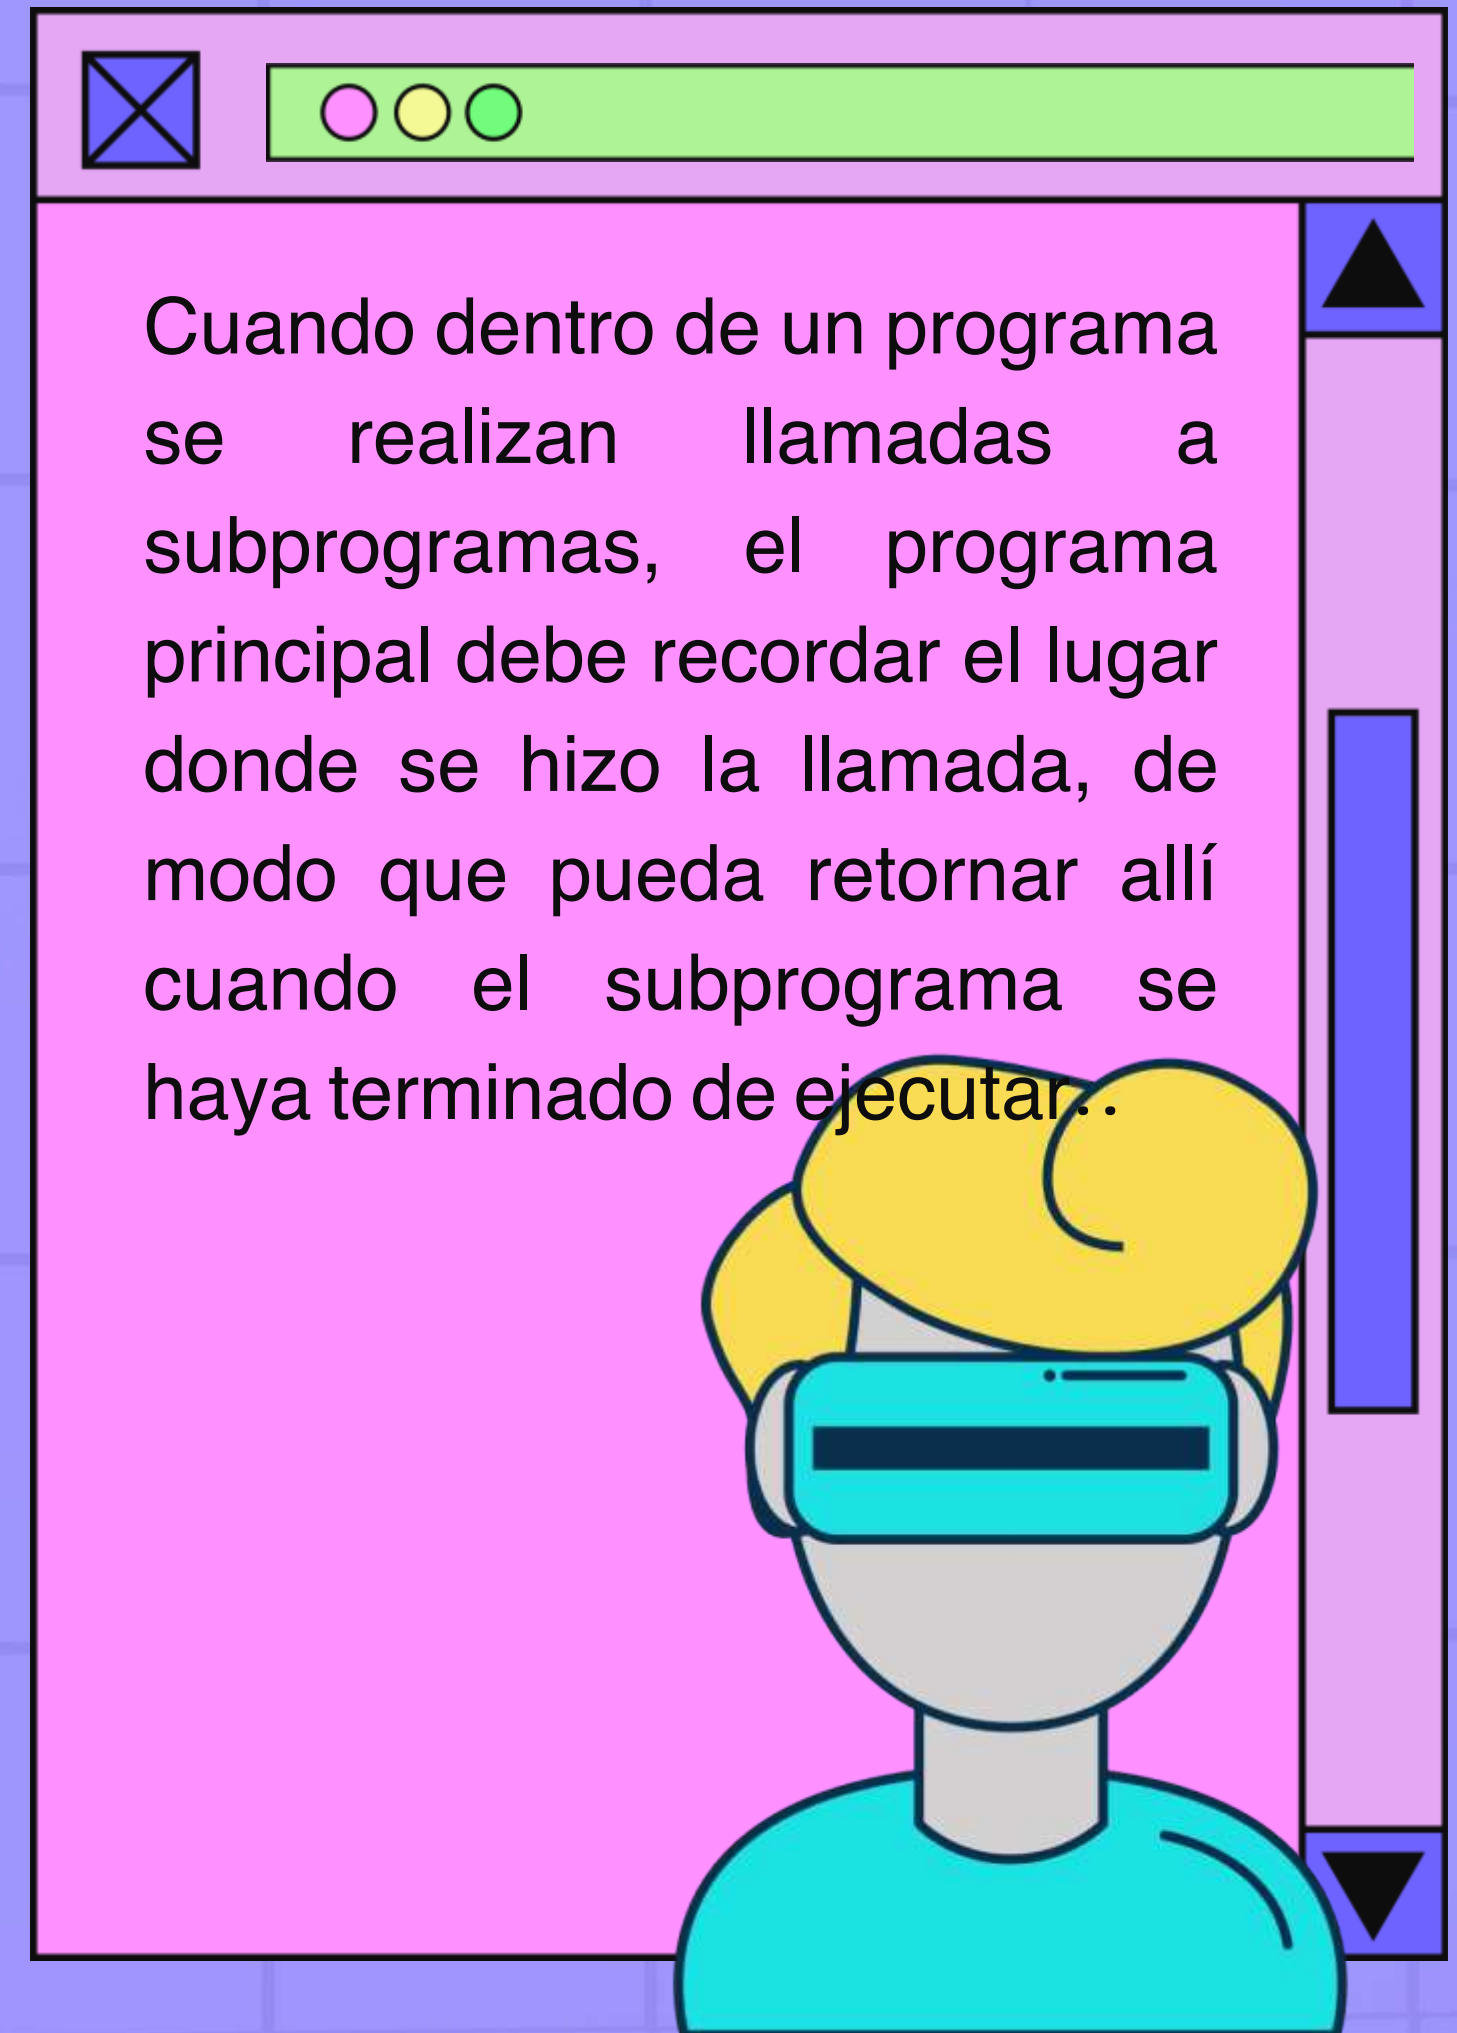 Cuando dentro de un programa
se realizan llamadas a
subprogramas, el programa
principal debe recordar el lugar
donde se hizo la llamada, de
modo que pueda retornar allí
cuando el subprograma se
haya terminado de ejecutar..